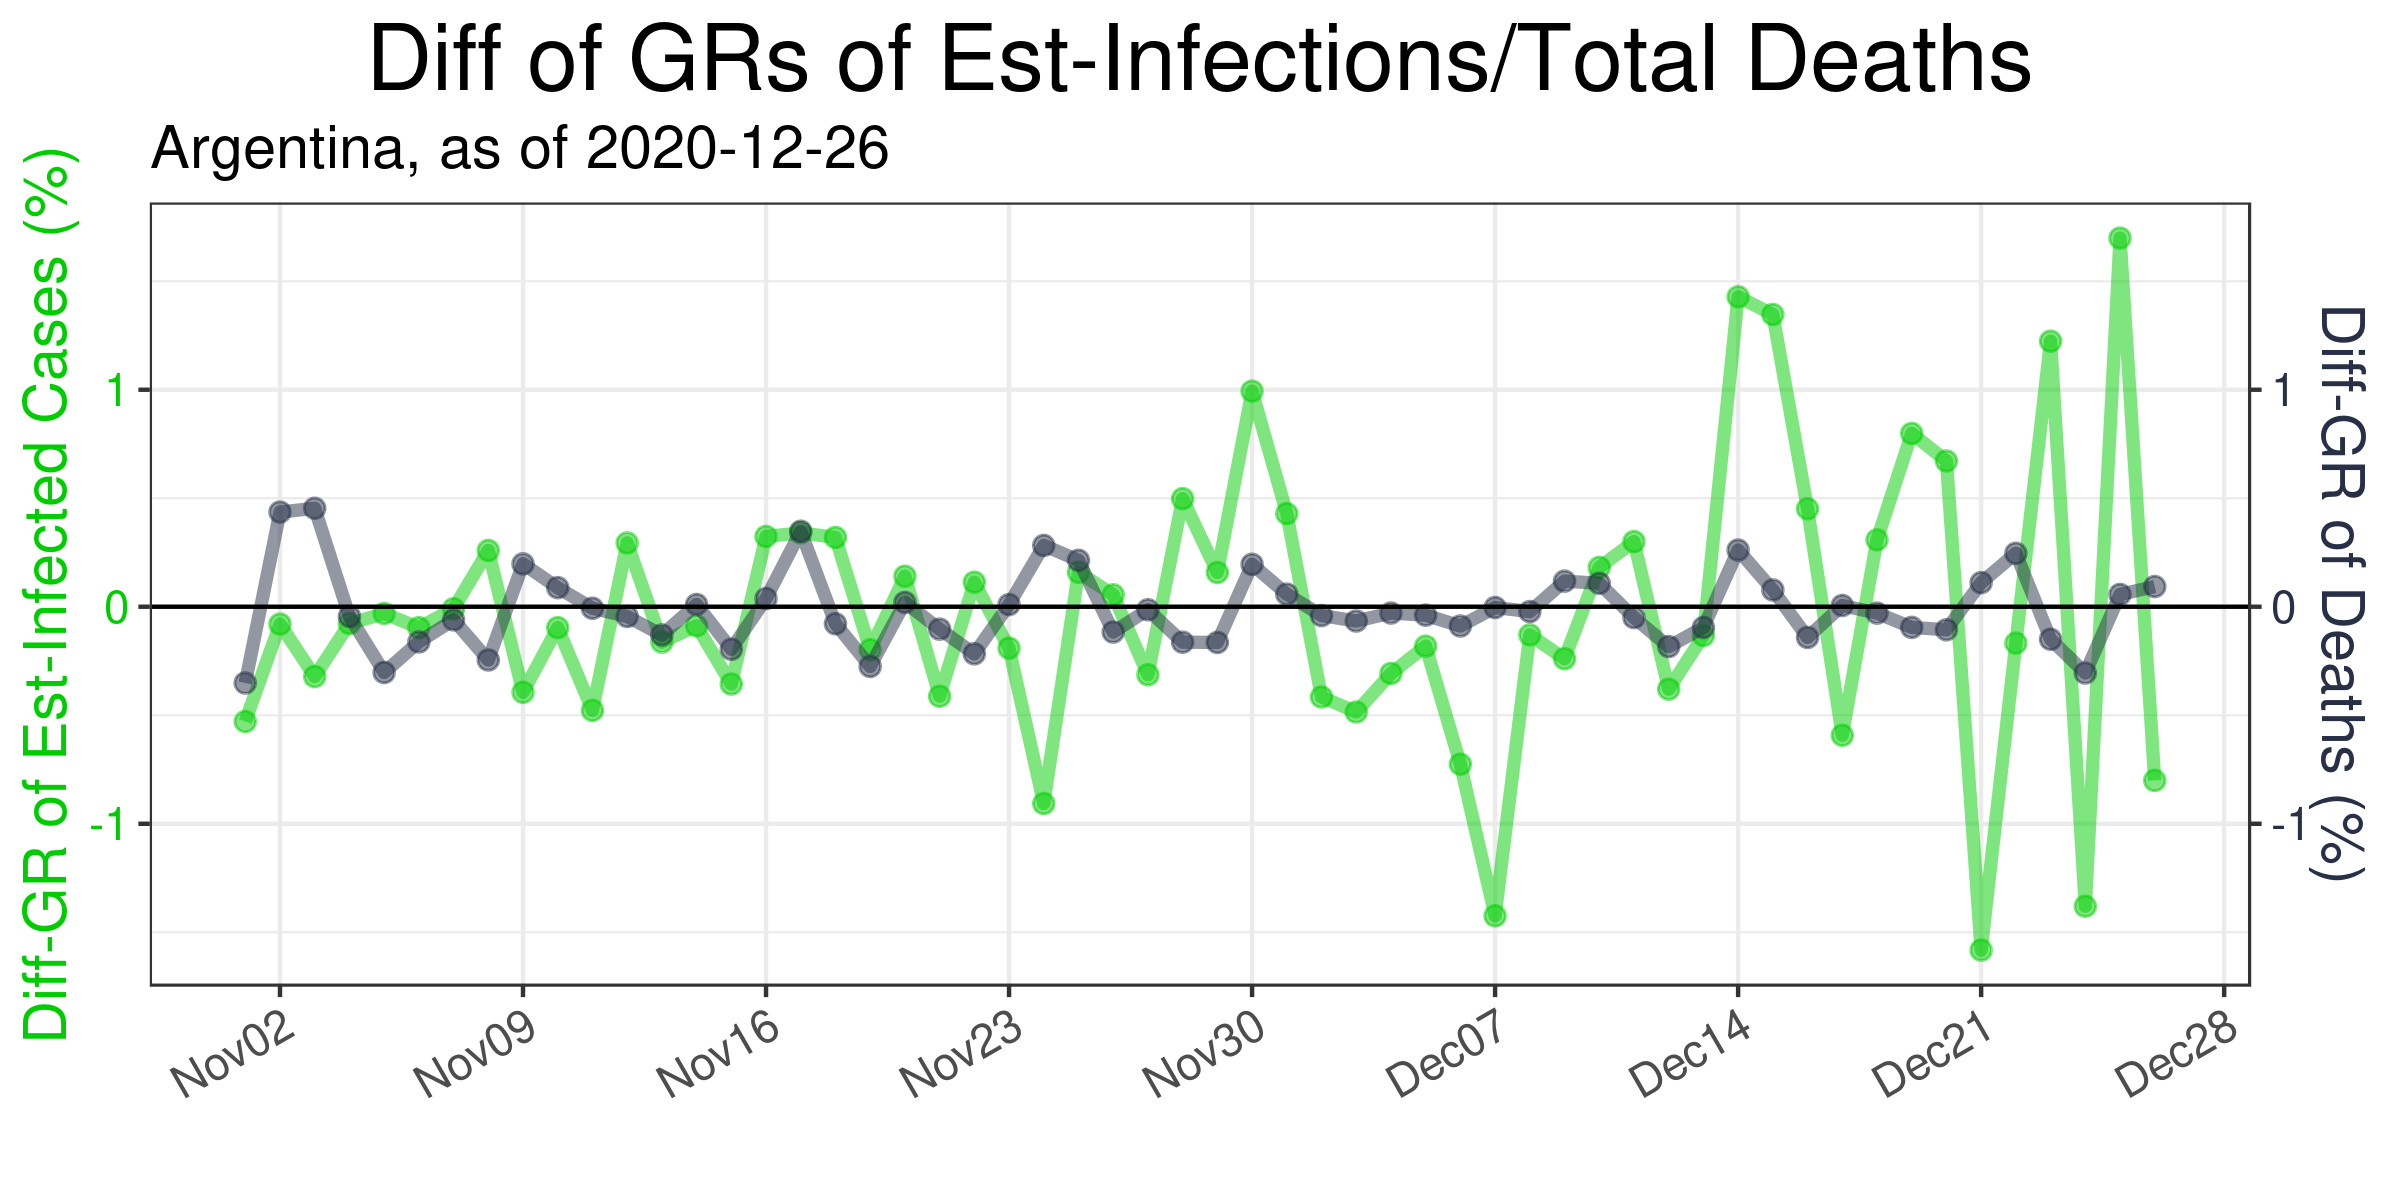 Diff of GRs of Est-Infections/Total Deaths
Argentina, as of 2020-12-26
Diff-GR of Est-Infected Cases (%)
1
0
-1
1
0
-1
Diff-GR of Deaths (%)
Nov02
Nov09
Nov16
Nov23
Nov30
Dec07
Dec14
Dec21
Dec28